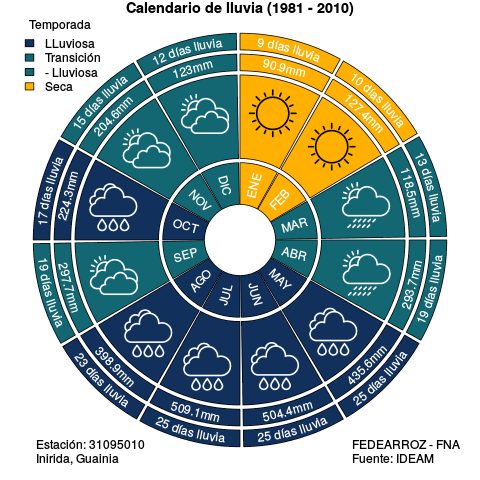 Calendario de lluvia (1981 - 2010)
Temporada
LLuviosa
Transición
- Lluviosa
Seca
9 días lluvia
90.9mm
ENE
10 días lluvia
127.4mm
FEB
13 días lluvia
118.5mm
MAR
19 días lluvia
293.7mm
ABR
25 días lluvia
435.6mm
MAY
25 días lluvia
504.4mm
JUN
25 días lluvia
509.1mm
JUL
23 días lluvia
398.9mm
AGO
19 días lluvia
297.7mm
SEP
17 días lluvia
224.3mm
OCT
15 días lluvia
204.6mm
NOV
12 días lluvia
123mm
DIC
Estación: 31095010
Inirida, Guainia
FEDEARROZ - FNA
Fuente: IDEAM